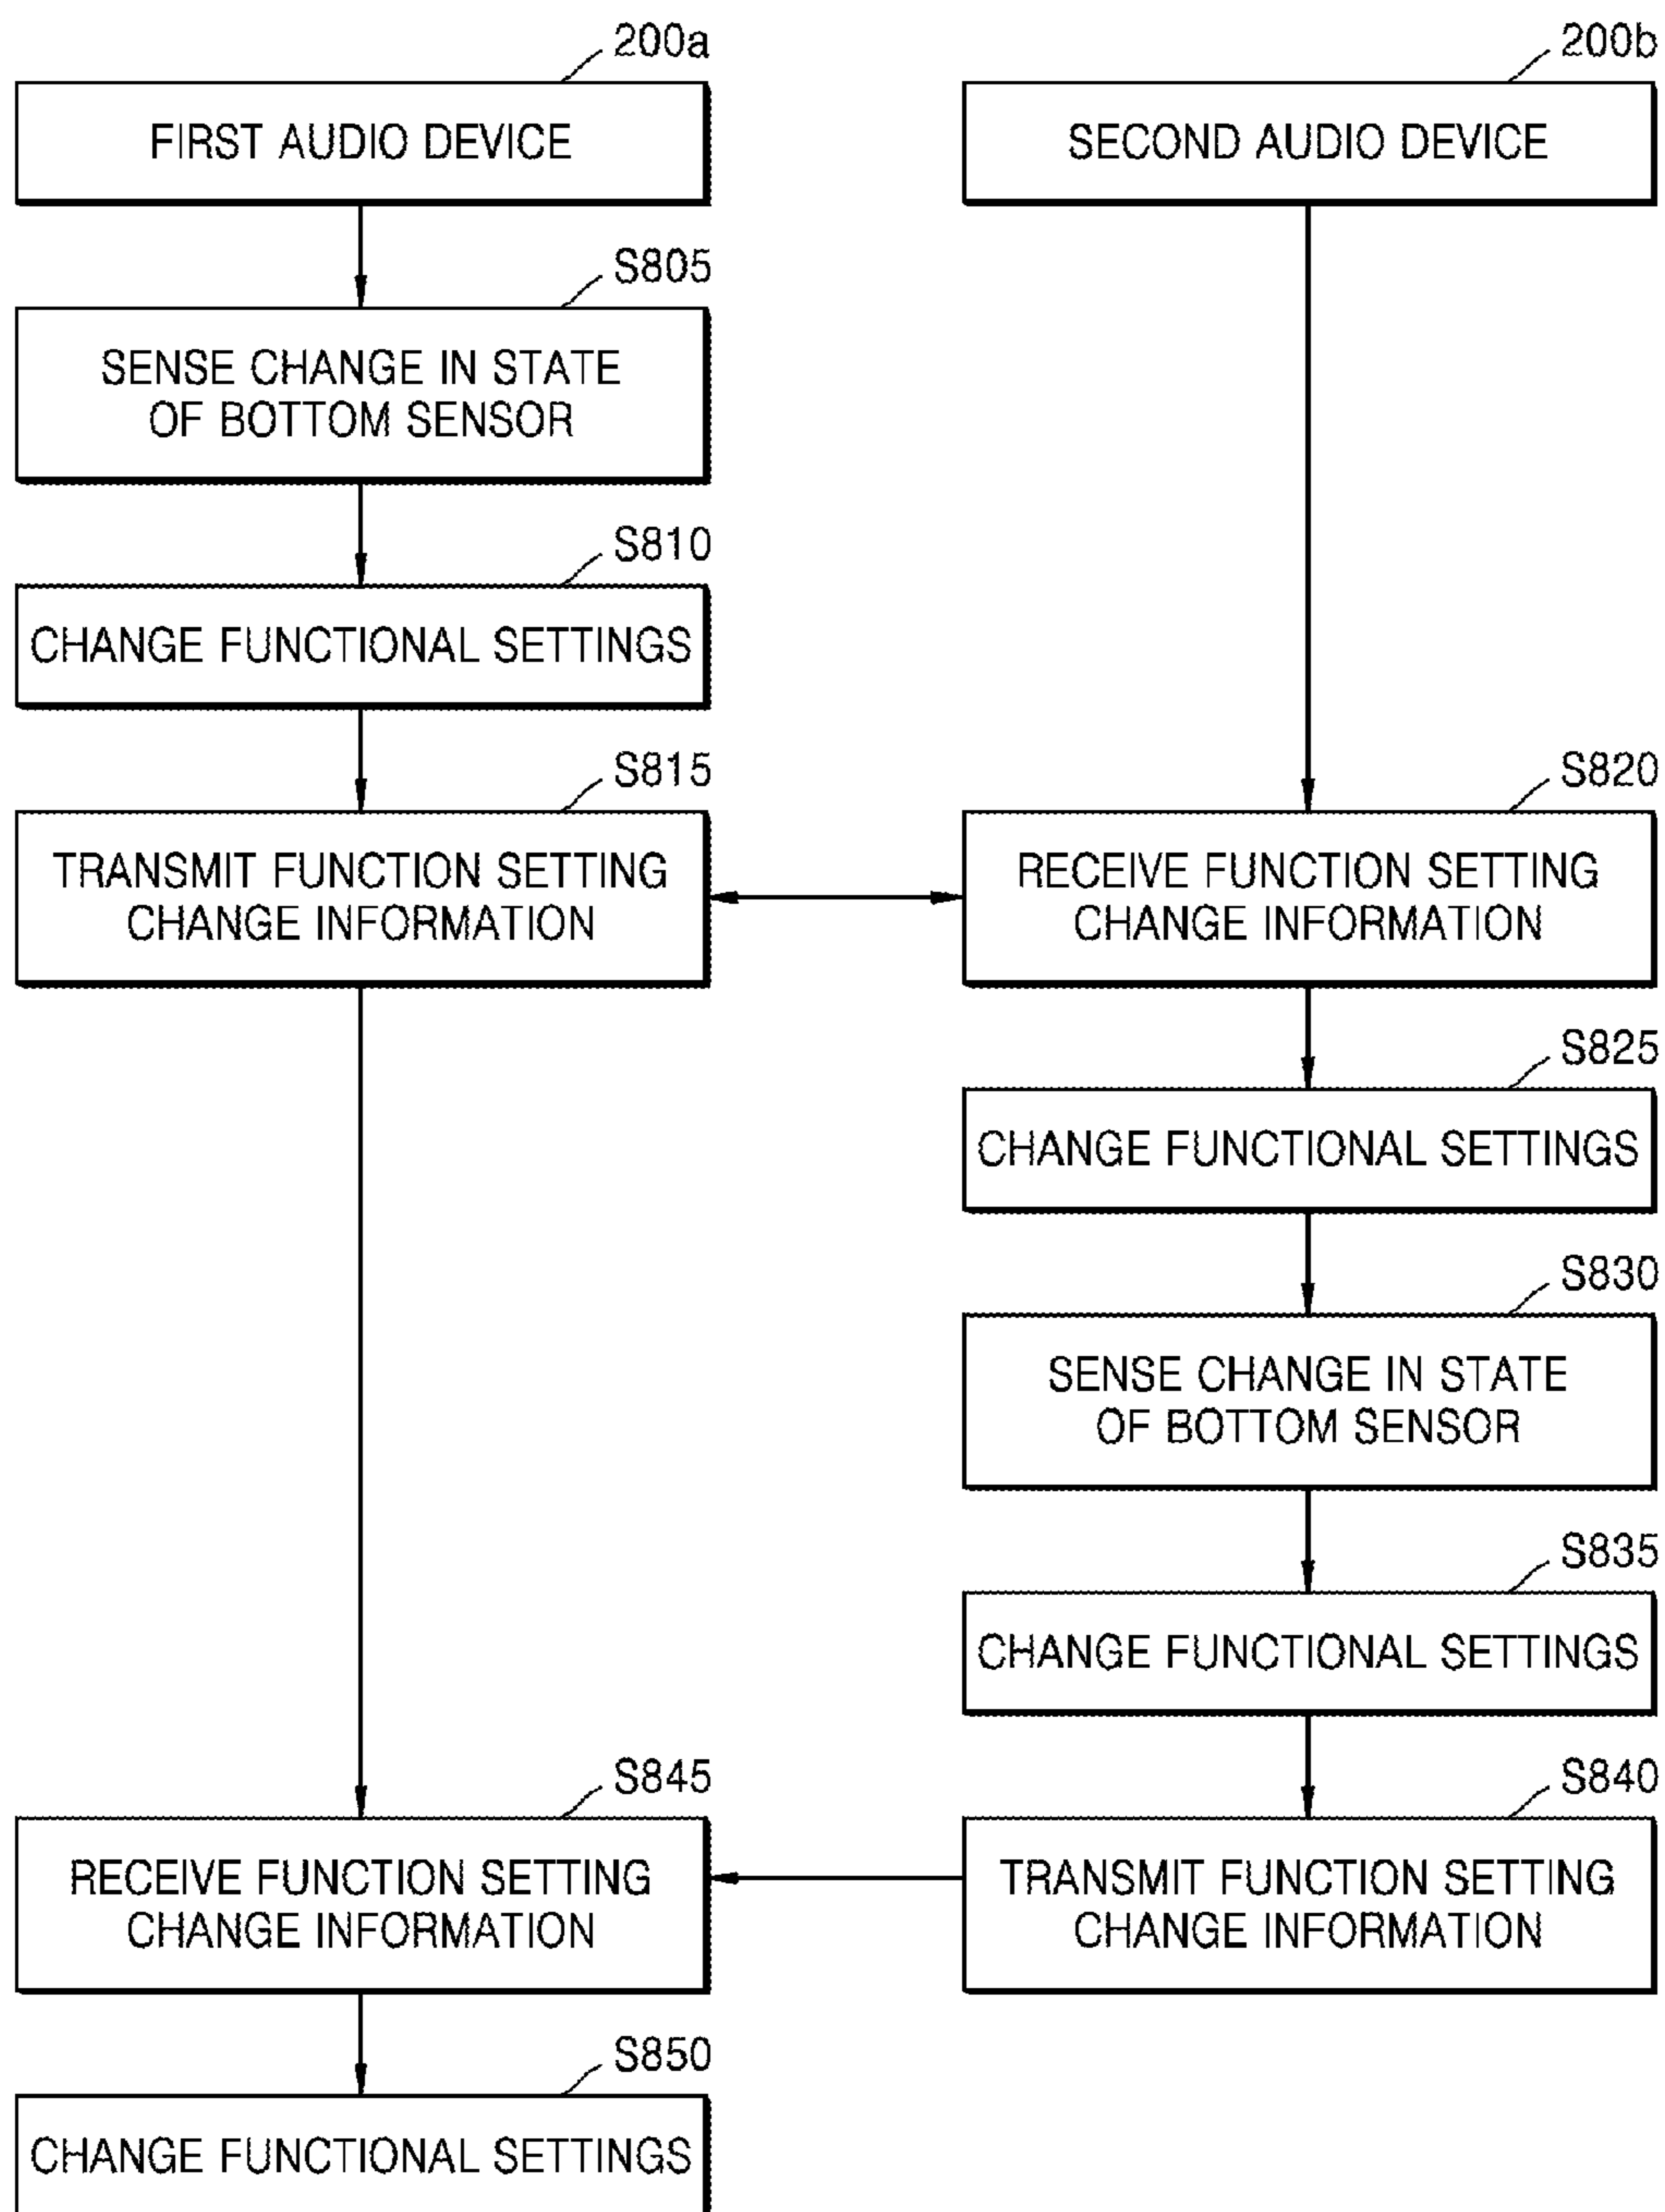 200a
200b
FIRST AUDIO DEVICE
SECOND AUDIO DEVICE
S805
SENSE CHANGE IN STATE
OF BOTTOM SENSOR
S810
CHANGE FUNCTIONAL SETTINGS
S815
S820
TRANSMIT FUNCTION SETTING
CHANGE INFORMATION
RECEIVE FUNCTION SETTING
CHANGE INFORMATION
S825
CHANGE FUNCTIONAL SETTINGS
S830
SENSE CHANGE IN STATE
OF BOTTOM SENSOR
S835
CHANGE FUNCTIONAL SETTINGS
S845
S840
RECEIVE FUNCTION SETTING
CHANGE INFORMATION
TRANSMIT FUNCTION SETTING
CHANGE INFORMATION
S850
CHANGE FUNCTIONAL SETTINGS